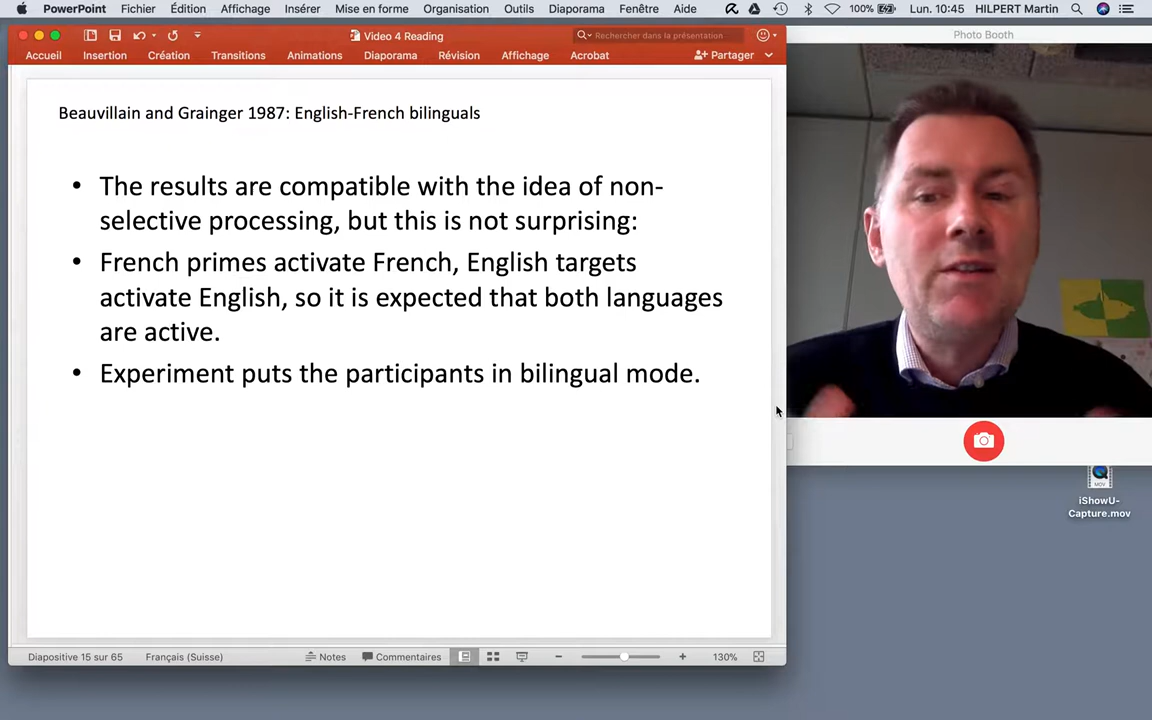 PowerPoint Fichier Édition Affichage Insérer Mise en forme Organisation Outils Diaporama Fenêtre Aide 100% Lun. 10:45 HILPERT Martin
Video 4 Reading
Rechercher dans la présentation
Photo Booth
Accueil Insertion Création Transitions Animations Diaporama Révision Affichage Acrobat Partager
Beauvillain and Grainger 1987: English-French bilinguals
• The results are compatible with the idea of non-
selective processing, but this is not surprising:
• French primes activate French, English targets
activate English, so it is expected that both languages
are active.
• Experiment puts the participants in bilingual mode.
MOV
iShowU-
Capture.mov
Diapositive 15 sur 65 Français (Suisse) Notes Commentaires 130%